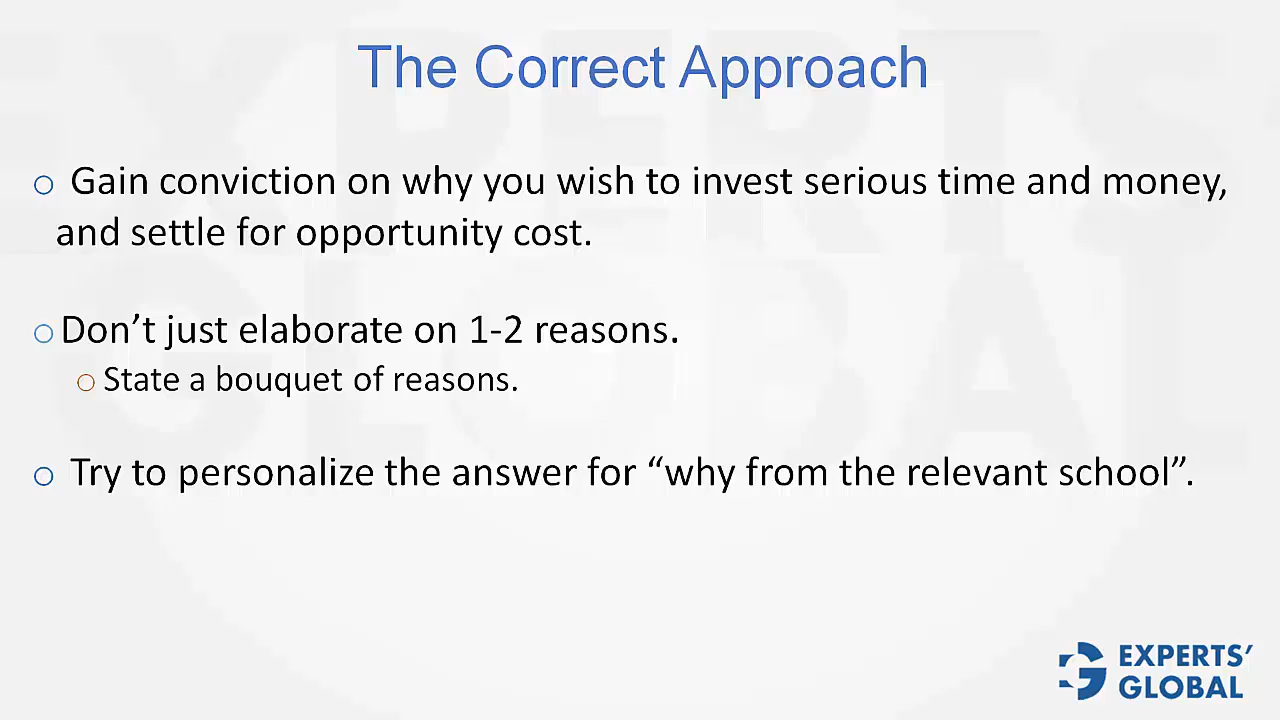 The Correct Approach
○ Gain conviction on why you wish to invest serious time and money,
and settle for opportunity cost.
○ Don’t just elaborate on 1-2 reasons.
○ State a bouquet of reasons.
○ Try to personalize the answer for “why from the relevant school”.
EXPERTS’
GLOBAL